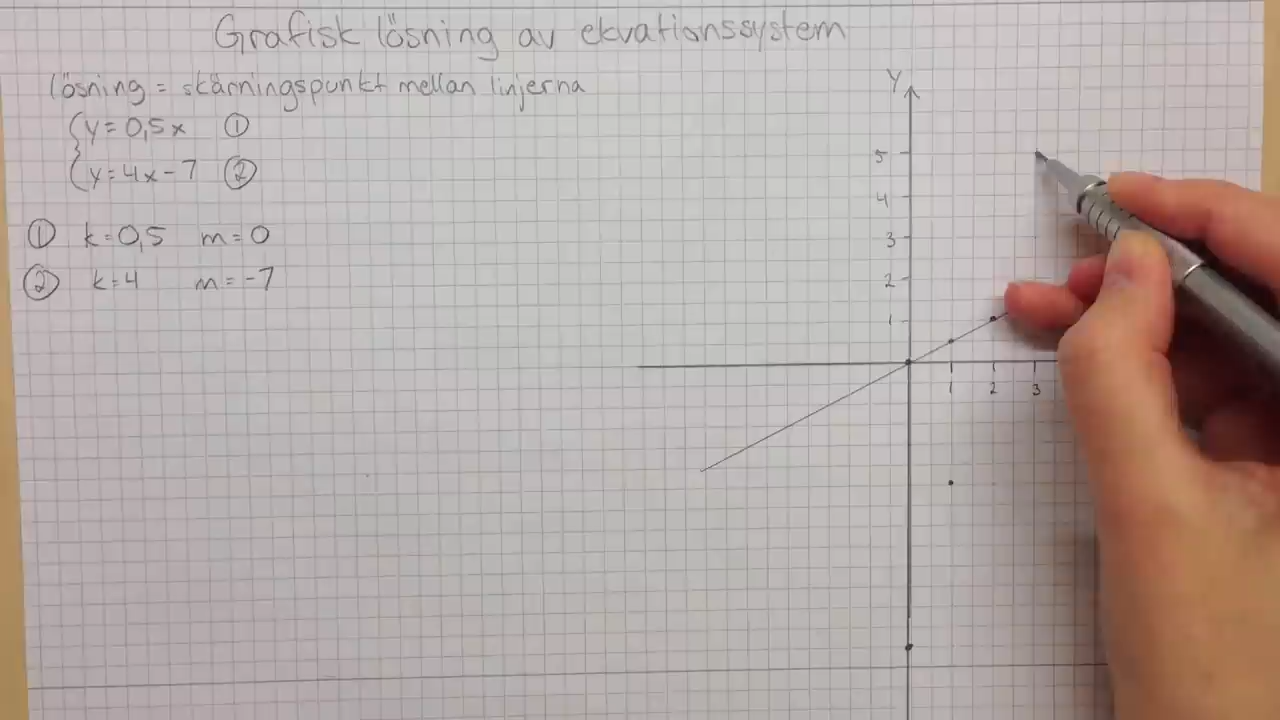 Grafisk lösning av ekvationssystem
lösning = skärningspunkt mellan linjerna
y = 0,5x ①
y = 4x - 7 ②
① k = 0,5 m = 0
② k = 4 m = -7
Y
5
4
3
2
1
1 2 3